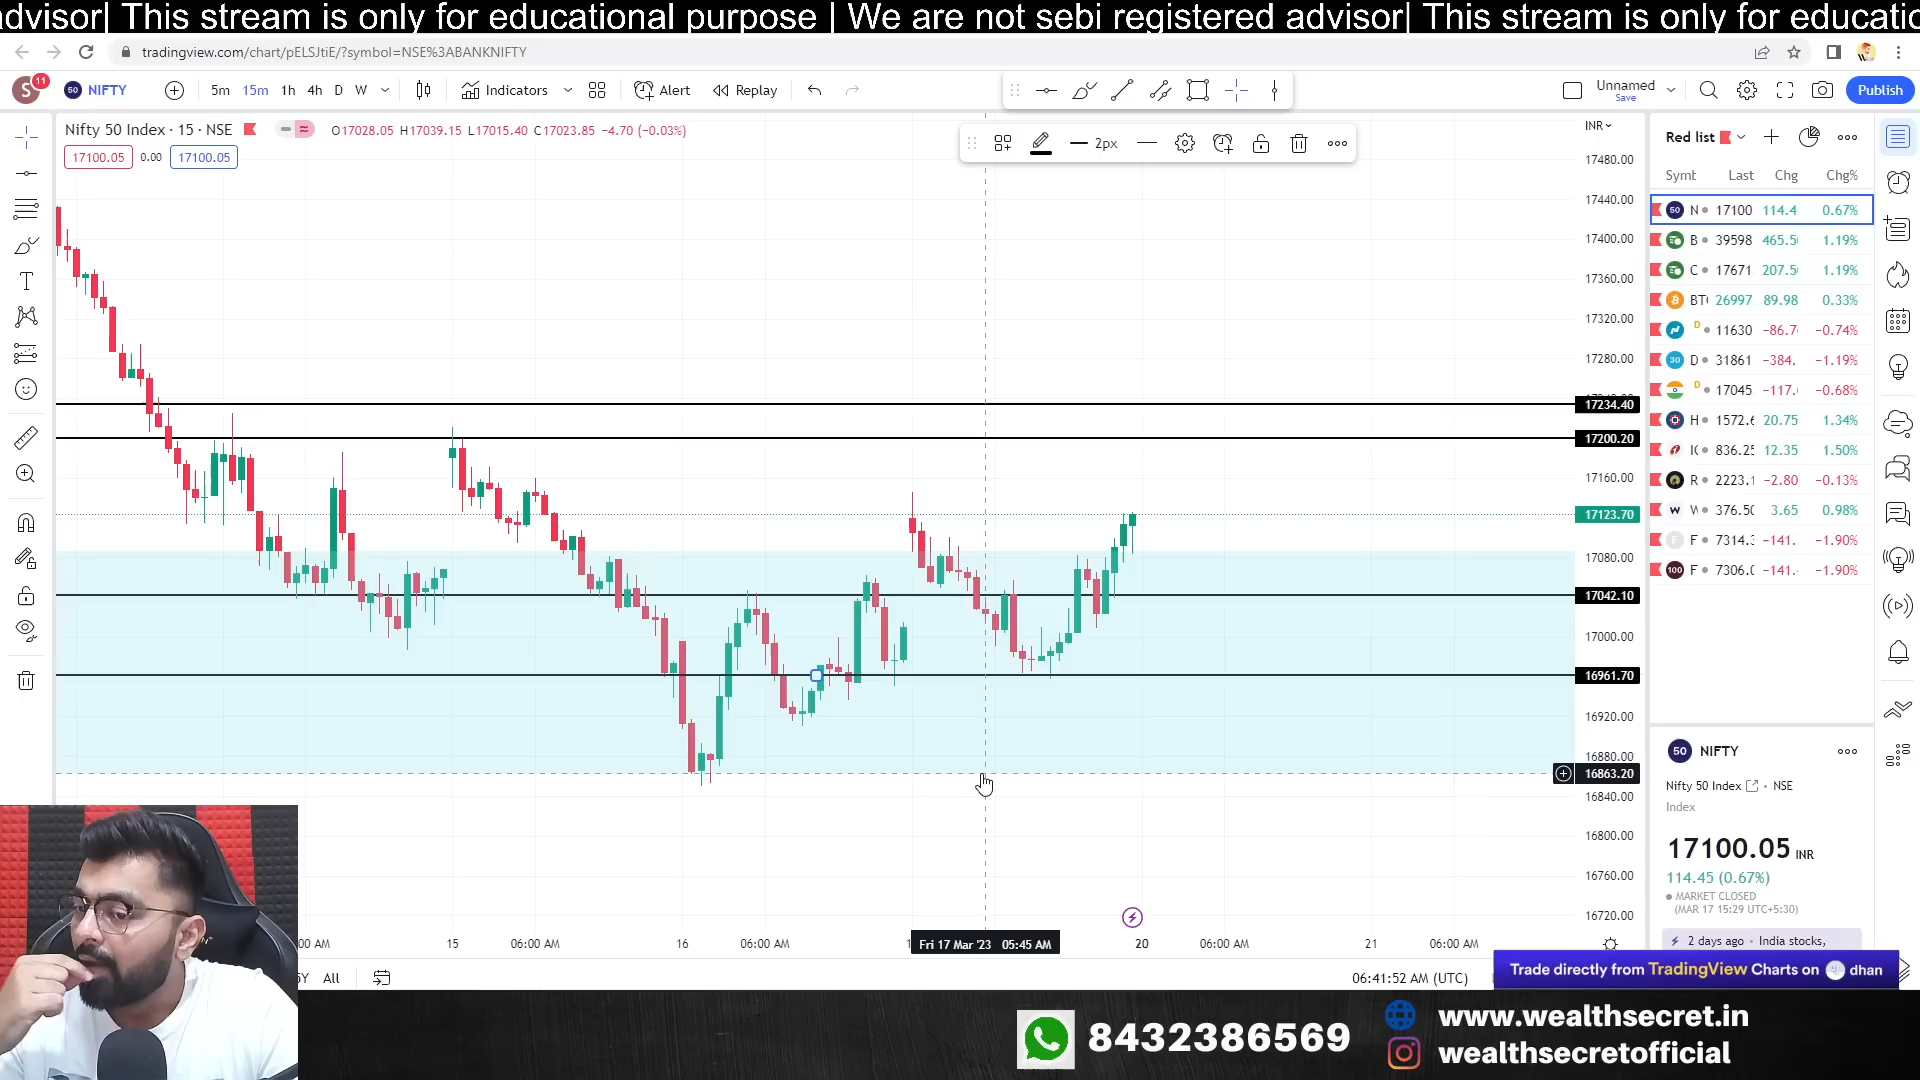 dvisor| This stream is only for educational purpose | We are not sebi registered advisor| This stream is only for educatio
tradingview.com/chart/pELSJtiE/?symbol=NSE%3ABANKNIFTY
S 11 50 NIFTY 5m 15m 1h 4h D W Indicators Alert Replay Unnamed Save Publish
Nifty 50 Index · 15 · NSE O17028.05 H17039.15 L17015.40 C17023.85 −4.70 (−0.03%)
17100.05 0.00 17100.05
2px
INR
17480.00
17440.00
17400.00
17360.00
17320.00
17280.00
17234.40
17200.20
17160.00
17123.70
17080.00
17042.10
17000.00
16961.70
16920.00
16880.00
16863.20
16840.00
16800.00
16760.00
16720.00
Red list
Symt Last Chg Chg%
50 N 17100 114.4 0.67%
B 39598 465.5 1.19%
C 17671 207.5 1.19%
BT 26997 89.98 0.33%
D 11630 −86.7 −0.74%
30 D 31861 −384. −1.19%
D 17045 −117. −0.68%
H 1572.6 20.75 1.34%
836.25 12.35 1.50%
R 2223.1 −2.80 −0.13%
W 376.50 3.65 0.98%
F F 7314.3 −141. −1.90%
100 F 7306.0 −141. −1.90%
50 NIFTY
Nifty 50 Index · NSE
Index
17100.05 INR
114.45 (0.67%)
MARKET CLOSED
(MAR 17 15:29 UTC+5:30)
2 days ago · India stocks,
00 AM 15 06:00 AM 16 06:00 AM Fri 17 Mar '23 05:45 AM 20 06:00 AM 21 06:00 AM
5Y All 06:41:52 AM (UTC)
Trade directly from TradingView Charts on dhan
8432386569
www.wealthsecret.in
wealthsecretofficial